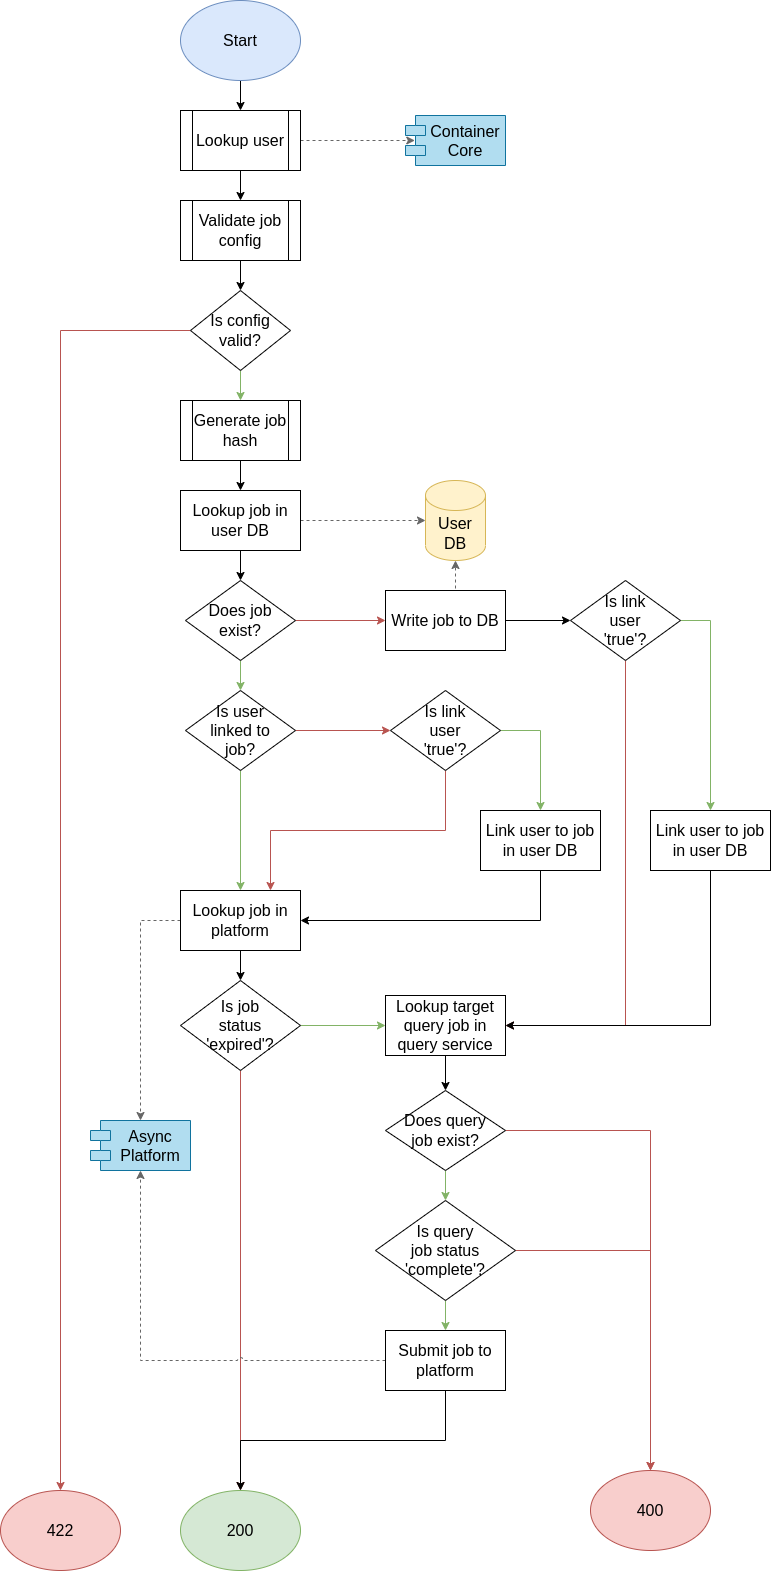 Start
Lookup user
Container
Core
Validate job
config
Is config
valid?
Generate job
hash
Lookup job in
user DB
User
DB
Does job
exist?
Write job to DB
Is link
user
'true'?
Is user
linked to
job?
Is link
user
'true'?
Link user to job
in user DB
Link user to job
in user DB
Lookup job in
platform
Is job
status
'expired'?
Lookup target
query job in
query service
Does query
job exist?
Async
Platform
Is query
job status
'complete'?
Submit job to
platform
422
200
400